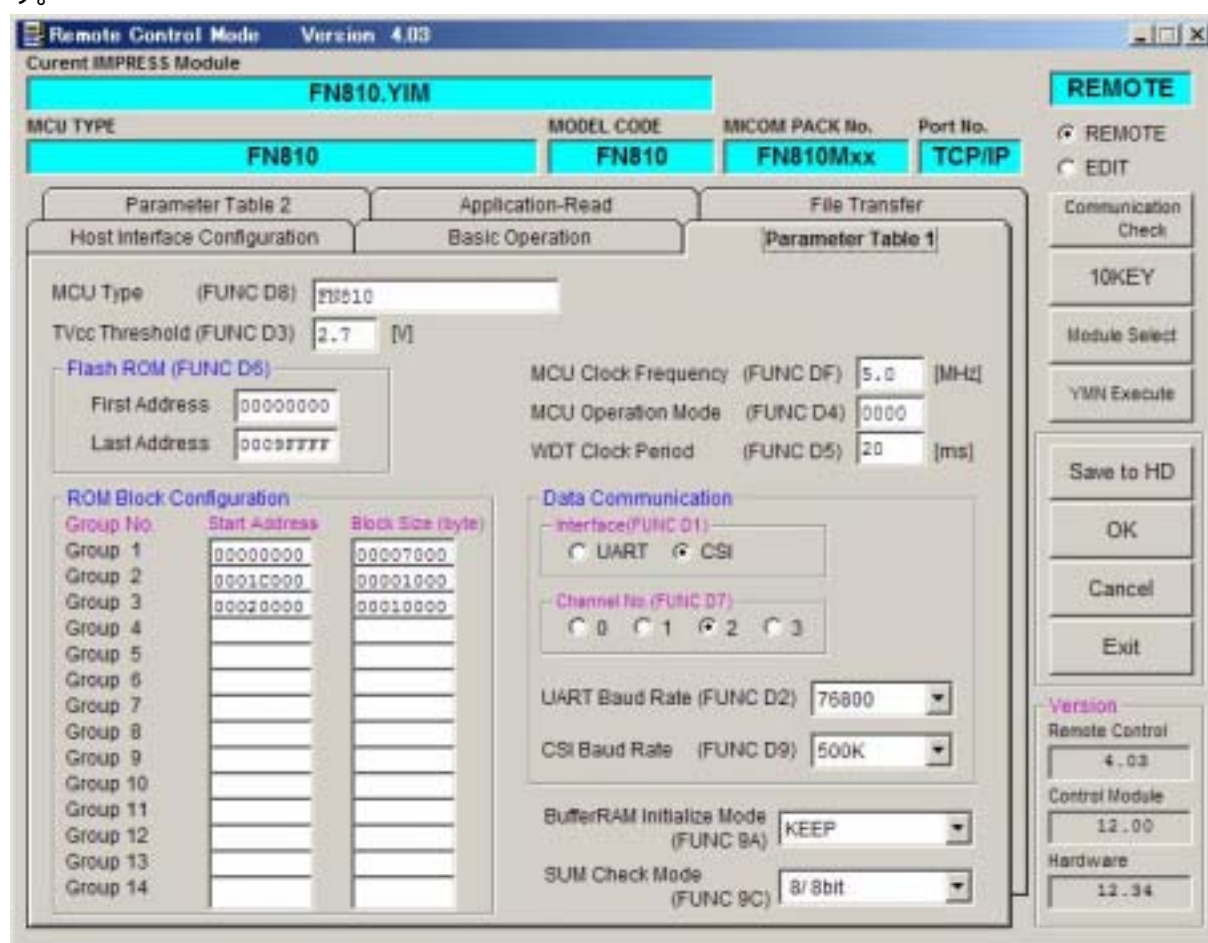 す。
Remote Control Mode Version 4.03
Curent IMPRESS Module
FN810.YIM
REMOTE
MCU TYPE MODEL CODE MICOM PACK No. Port No.
FN810 FN810 FN810Mxx TCP/IP
REMOTE
EDIT
Parameter Table 2 Application-Read File Transfer
Host Interface Configuration Basic Operation Parameter Table 1
Communication Check
10KEY
Module Select
YMN Execute
MCU Type (FUNC D8) FN810
TVcc Threshold (FUNC D3) 2.7 [V]
Flash ROM (FUNC D6)
First Address 00000000
Last Address 0009FFFF
MCU Clock Frequency (FUNC DF) 5.0 [MHz]
MCU Operation Mode (FUNC D4) 0000
WDT Clock Period (FUNC D5) 20 [ms]
ROM Block Configuration
Group No. Start Address Block Size (byte)
Group 1 00000000 00007000
Group 2 0001C000 00001000
Group 3 00020000 00010000
Group 4
Group 5
Group 6
Group 7
Group 8
Group 9
Group 10
Group 11
Group 12
Group 13
Group 14
Data Communication
Interface(FUNC D1)
UART CSI
Channel No.(FUNC D7)
0 1 2 3
UART Baud Rate (FUNC D2) 76800
CSI Baud Rate (FUNC D9) 500K
BufferRAM Initialize Mode (FUNC 9A) KEEP
SUM Check Mode (FUNC 9C) 8/ 8bit
Save to HD
OK
Cancel
Exit
Version
Remote Control
4.03
Control Module
12.00
Hardware
12.34